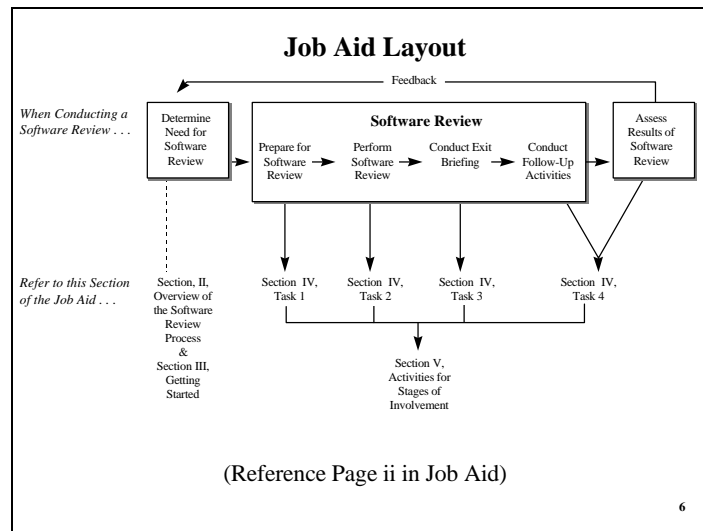 Job Aid Layout
Feedback
When Conducting a
Software Review . . .
Determine
Need for
Software
Review
Software Review
Prepare for
Software
Review
Perform
Software
Review
Conduct Exit
Briefing
Conduct
Follow-Up
Activities
Assess
Results of
Software
Review
Refer to this Section
of the Job Aid . . .
Section, II,
Overview of
the Software
Review
Process
&
Section III,
Getting
Started
Section IV,
Task 1
Section IV,
Task 2
Section IV,
Task 3
Section IV,
Task 4
Section V,
Activities for
Stages of
Involvement
(Reference Page ii in Job Aid)
6